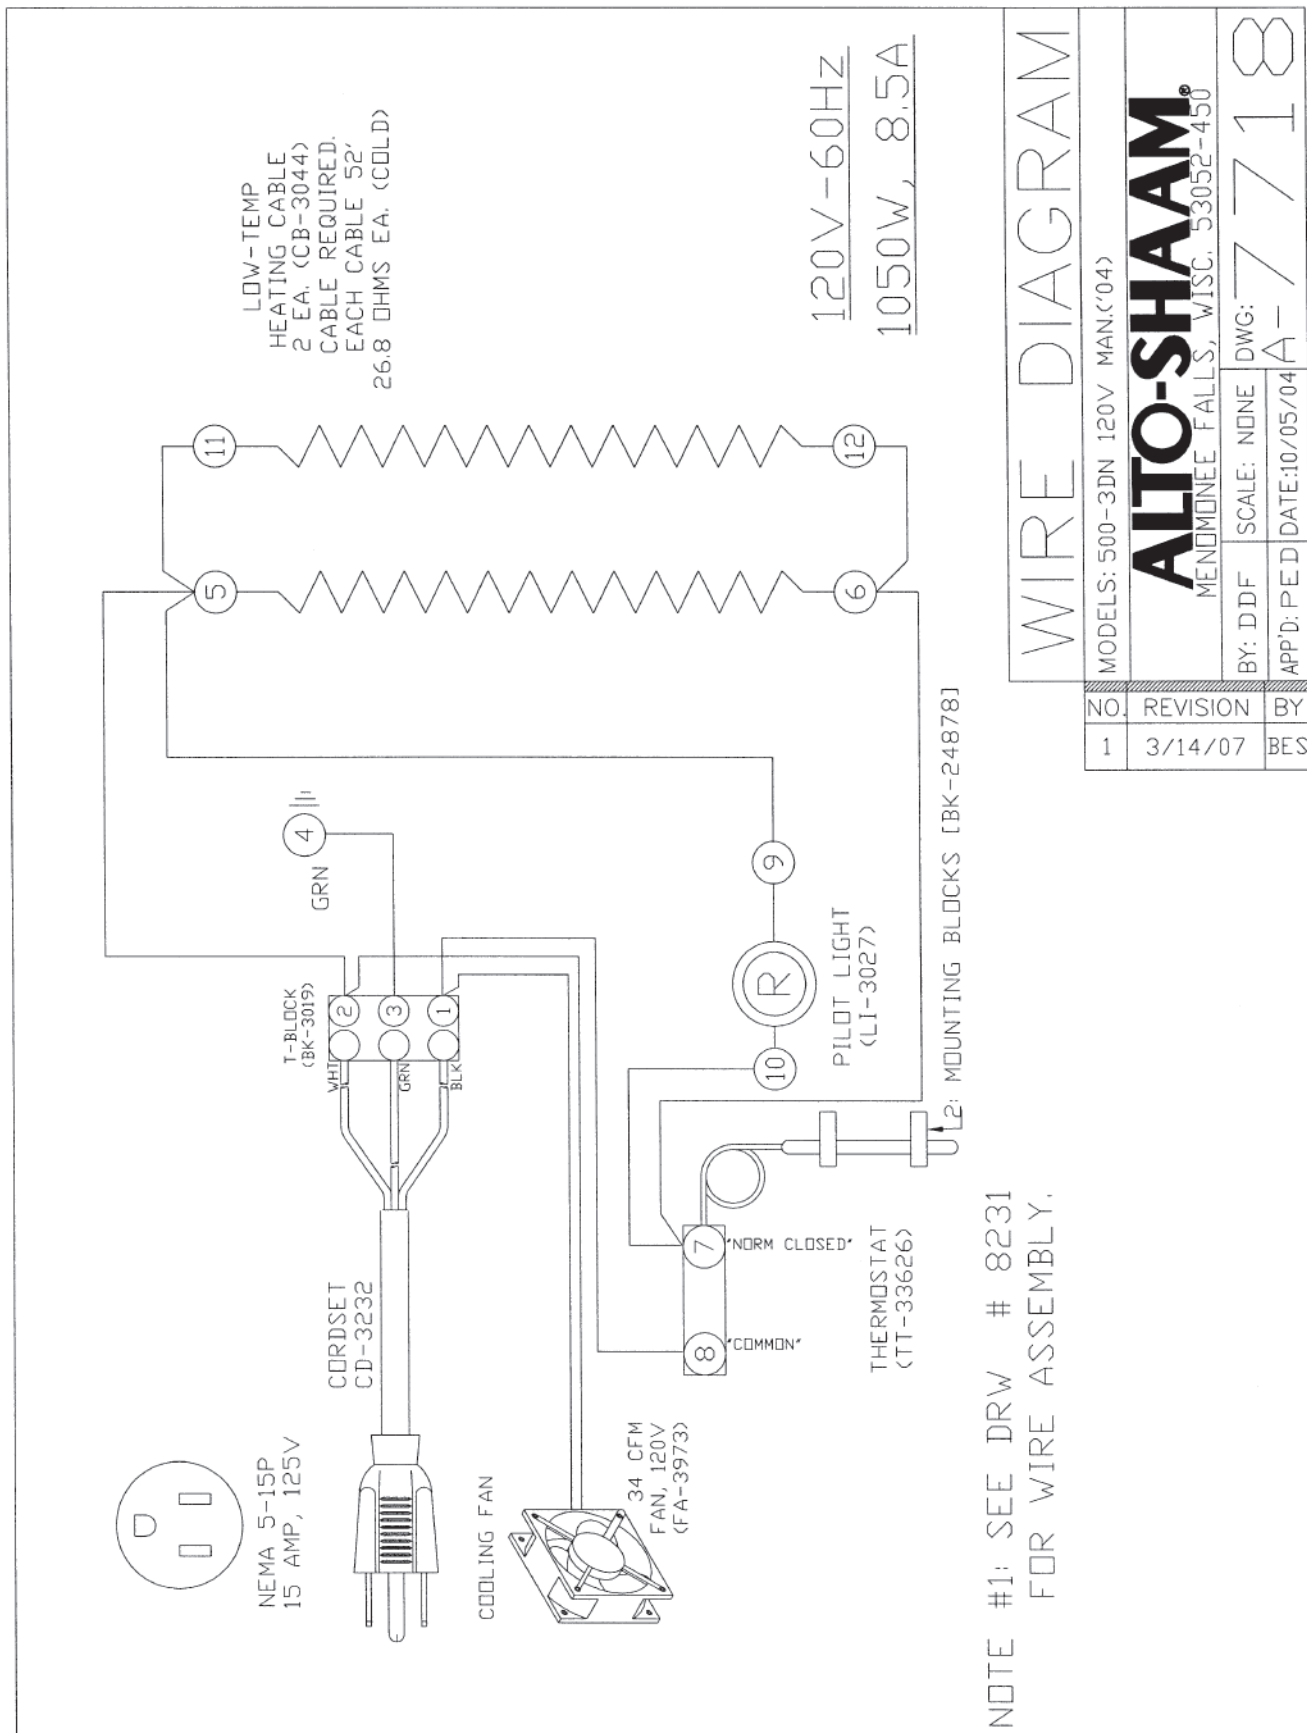 NEMA 5-15P
15 AMP, 125V
CORDSET
CD-3232
T-BLOCK
(BK-3019)
WHT
GRN
BLK
2
3
1
GRN
4
LOW-TEMP
HEATING CABLE
2 EA. (CB-3044)
CABLE REQUIRED.
EACH CABLE 52'
26.8 OHMS EA. (COLD)
5
11
6
12
COOLING FAN
34 CFM
FAN, 120V
(FA-3973)
8
"COMMON"
7
"NORM CLOSED"
THERMOSTAT
(TT-33626)
10
R
9
PILOT LIGHT
(LI-3027)
2: MOUNTING BLOCKS [BK-24878]
120V-60Hz
1050W, 8.5A
NOTE #1: SEE DRW # 8231
FOR WIRE ASSEMBLY.
NO. REVISION BY
1 3/14/07 BES
WIRE DIAGRAM
MODELS: 500-3DN 120V MAN.('04)
ALTO-SHAAM®
MENOMONEE FALLS, WISC. 53052-450
BY: DDF SCALE: NONE DWG:
APP'D: PED DATE:10/05/04 A-7718